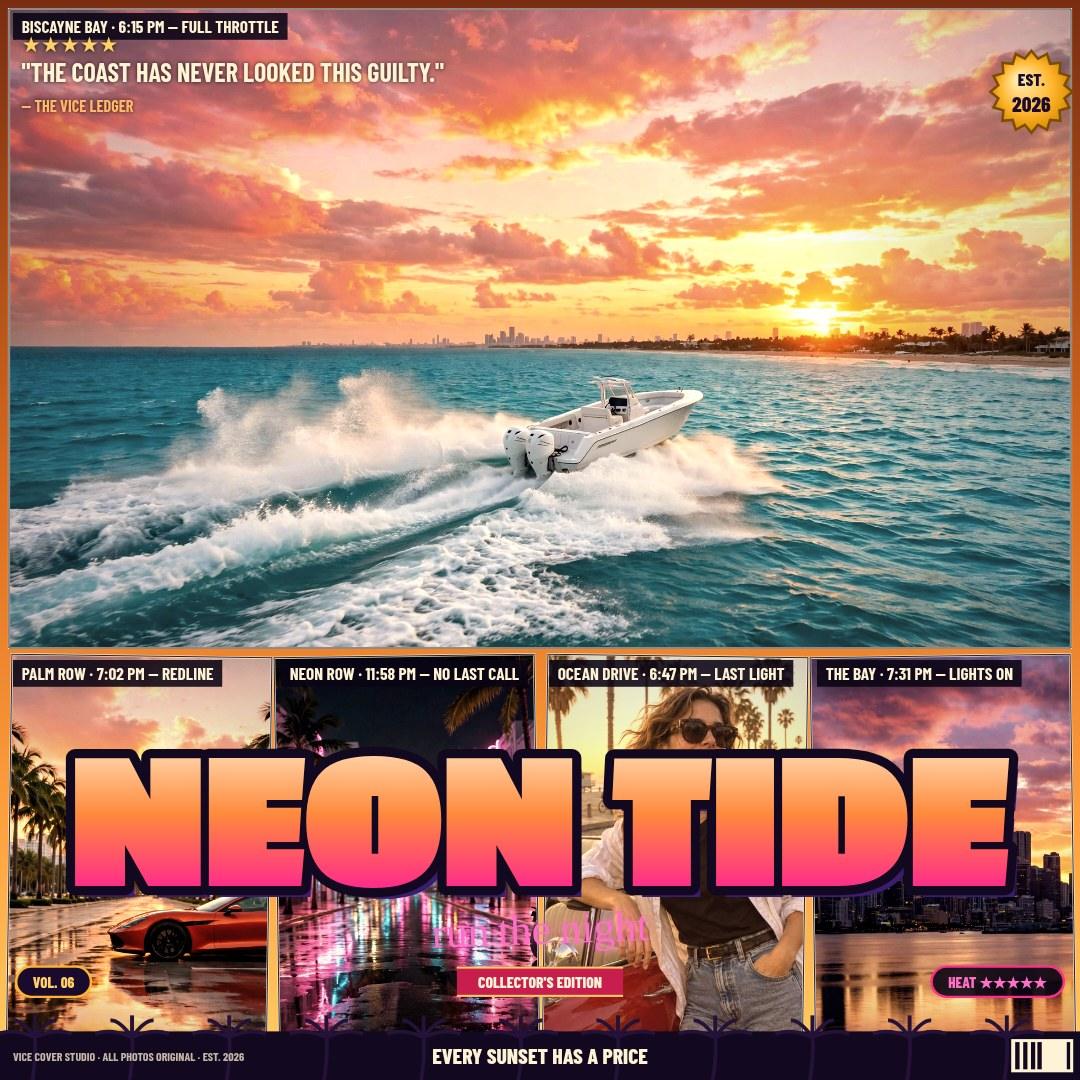 BISCAYNE BAY · 6:15 PM — FULL THROTTLE
★★★★★
"THE COAST HAS NEVER LOOKED THIS GUILTY."
— THE VICE LEDGER
EST.
2026
PALM ROW · 7:02 PM — REDLINE
NEON ROW · 11:58 PM — NO LAST CALL
OCEAN DRIVE · 6:47 PM — LAST LIGHT
THE BAY · 7:31 PM — LIGHTS ON
NEON TIDE
run the night
VOL. 06
COLLECTOR'S EDITION
HEAT ★★★★★
VICE COVER STUDIO · ALL PHOTOS ORIGINAL · EST. 2026
EVERY SUNSET HAS A PRICE